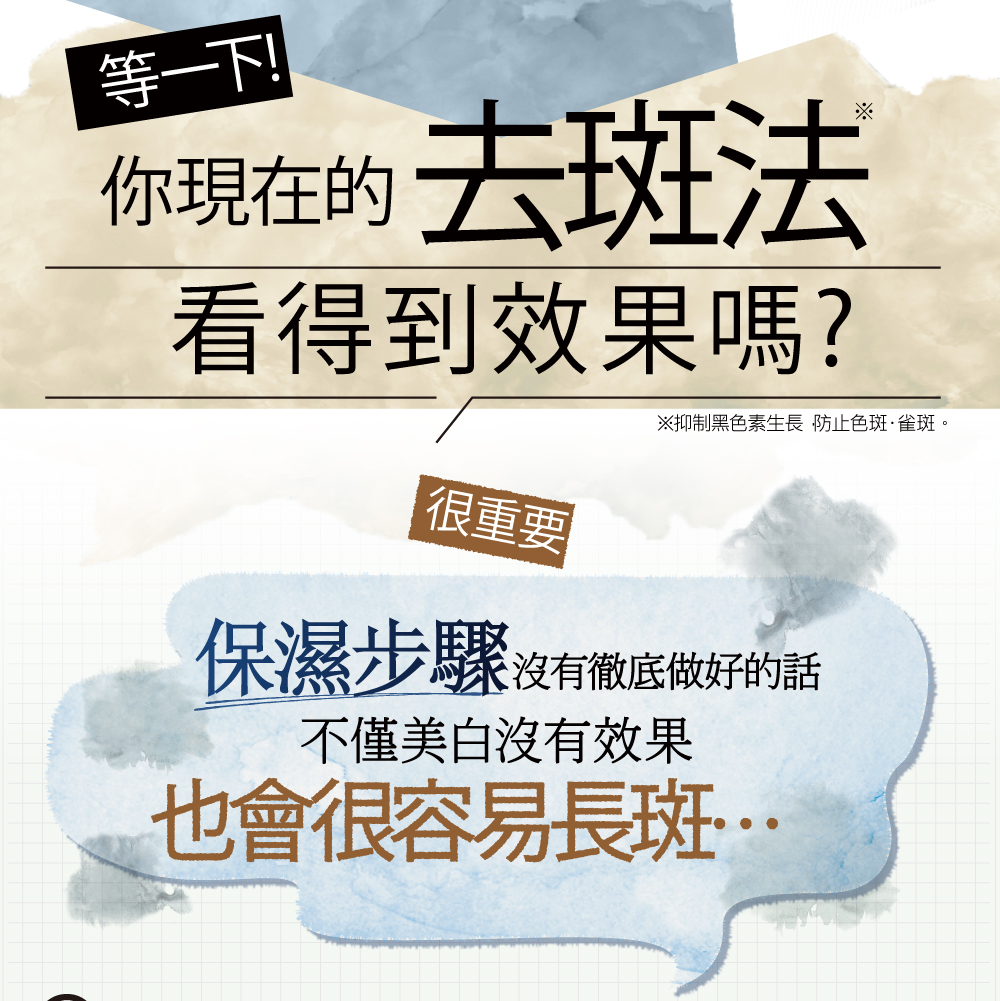 等一下!
你現在的去斑法※
看得到效果嗎?
※抑制黑色素生長 防止色斑·雀斑。
很重要
保濕步驟沒有徹底做好的話
不僅美白沒有效果
也會很容易長斑…